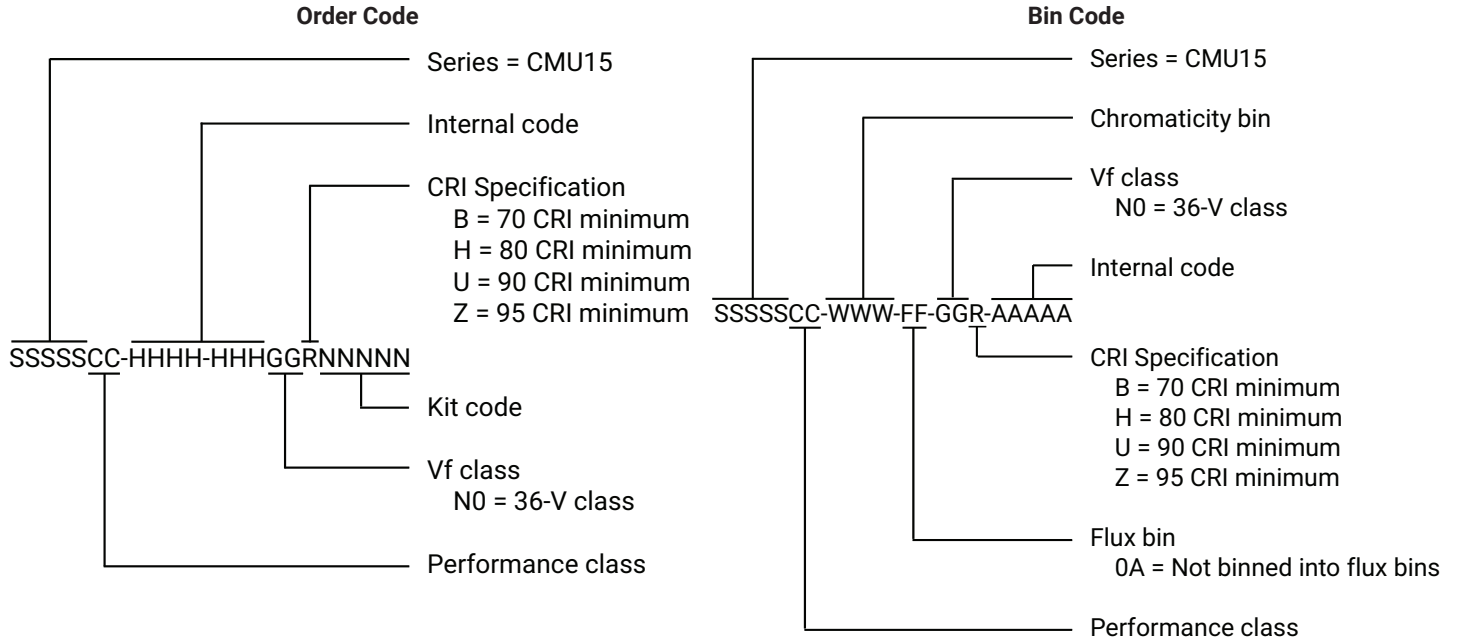 Order Code
Series = CMU15
Internal code
CRI Specification
B = 70 CRI minimum
H = 80 CRI minimum
U = 90 CRI minimum
Z = 95 CRI minimum
SSSSSCC-HHHH-HHHGGRNNNNN
Kit code
Vf class
N0 = 36-V class
Performance class
Bin Code
Series = CMU15
Chromaticity bin
Vf class
N0 = 36-V class
Internal code
SSSSSCC-WWW-FF-GGR-AAAAA
CRI Specification
B = 70 CRI minimum
H = 80 CRI minimum
U = 90 CRI minimum
Z = 95 CRI minimum
Flux bin
0A = Not binned into flux bins
Performance class